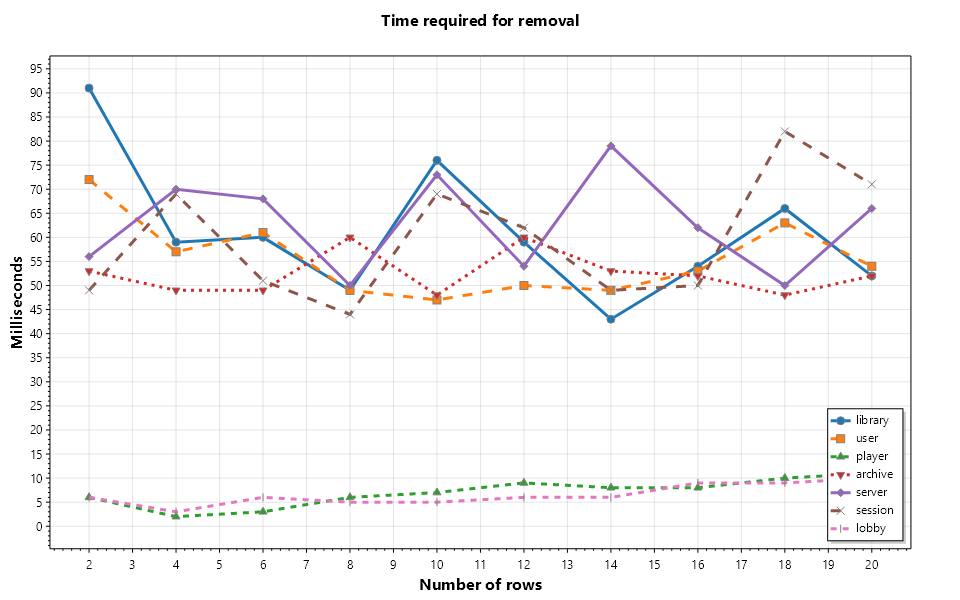 Time required for removal
Milliseconds
95
90
85
80
75
70
65
60
55
50
45
40
35
30
25
20
15
10
5
0
2 3 4 5 6 7 8 9 10 11 12 13 14 15 16 17 18 19 20
Number of rows
library
user
player
archive
server
session
lobby